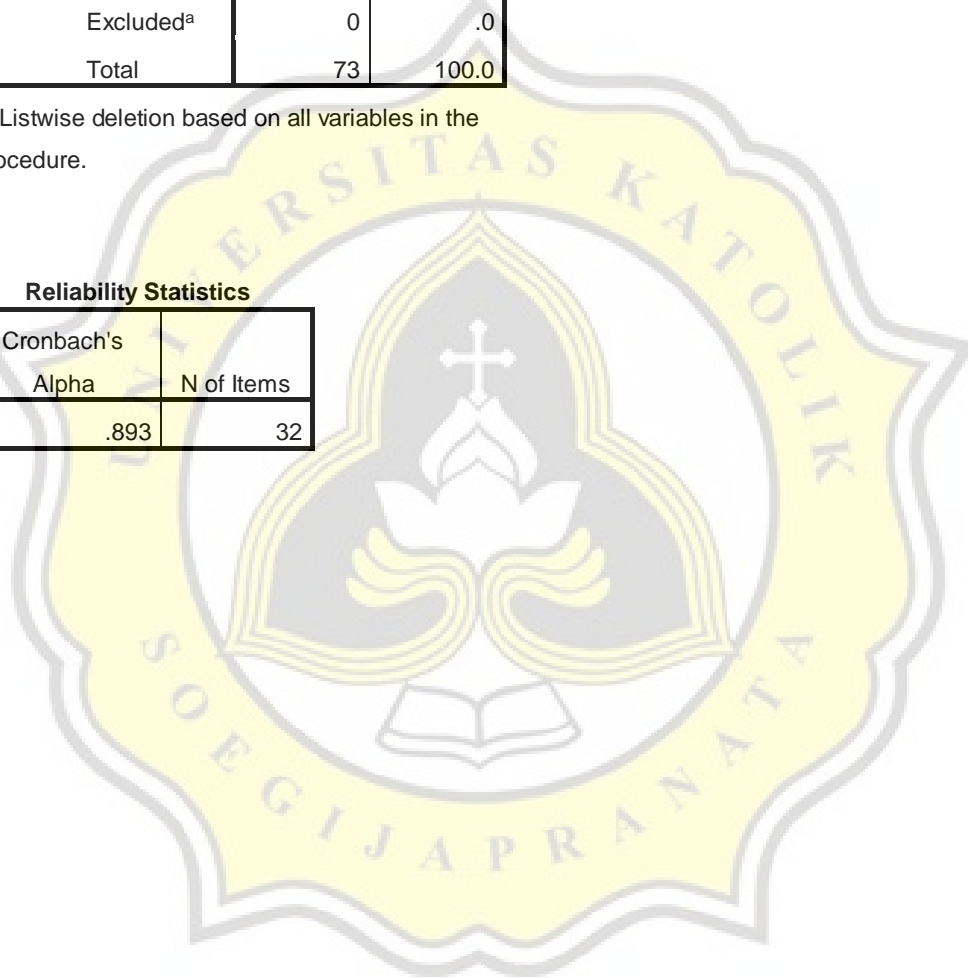 Excludedᵃ 0 .0
Total 73 100.0
Listwise deletion based on all variables in the
ocedure.
Reliability Statistics
Cronbach's
Alpha N of Items
.893 32
UNIVERSITAS KATOLIK
SOEGIJAPRANATA